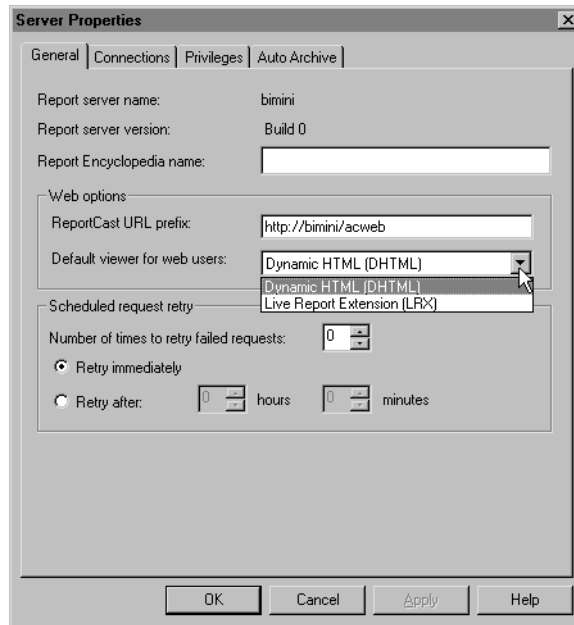 Server Properties
General Connections Privileges Auto Archive
Report server name: bimini
Report server version: Build 0
Report Encyclopedia name:
Web options
ReportCast URL prefix: http://bimini/acweb
Default viewer for web users: Dynamic HTML (DHTML)
Dynamic HTML (DHTML)
Live Report Extension (LRX)
Scheduled request retry
Number of times to retry failed requests: 0
Retry immediately
Retry after: 0 hours 0 minutes
OK Cancel Apply Help